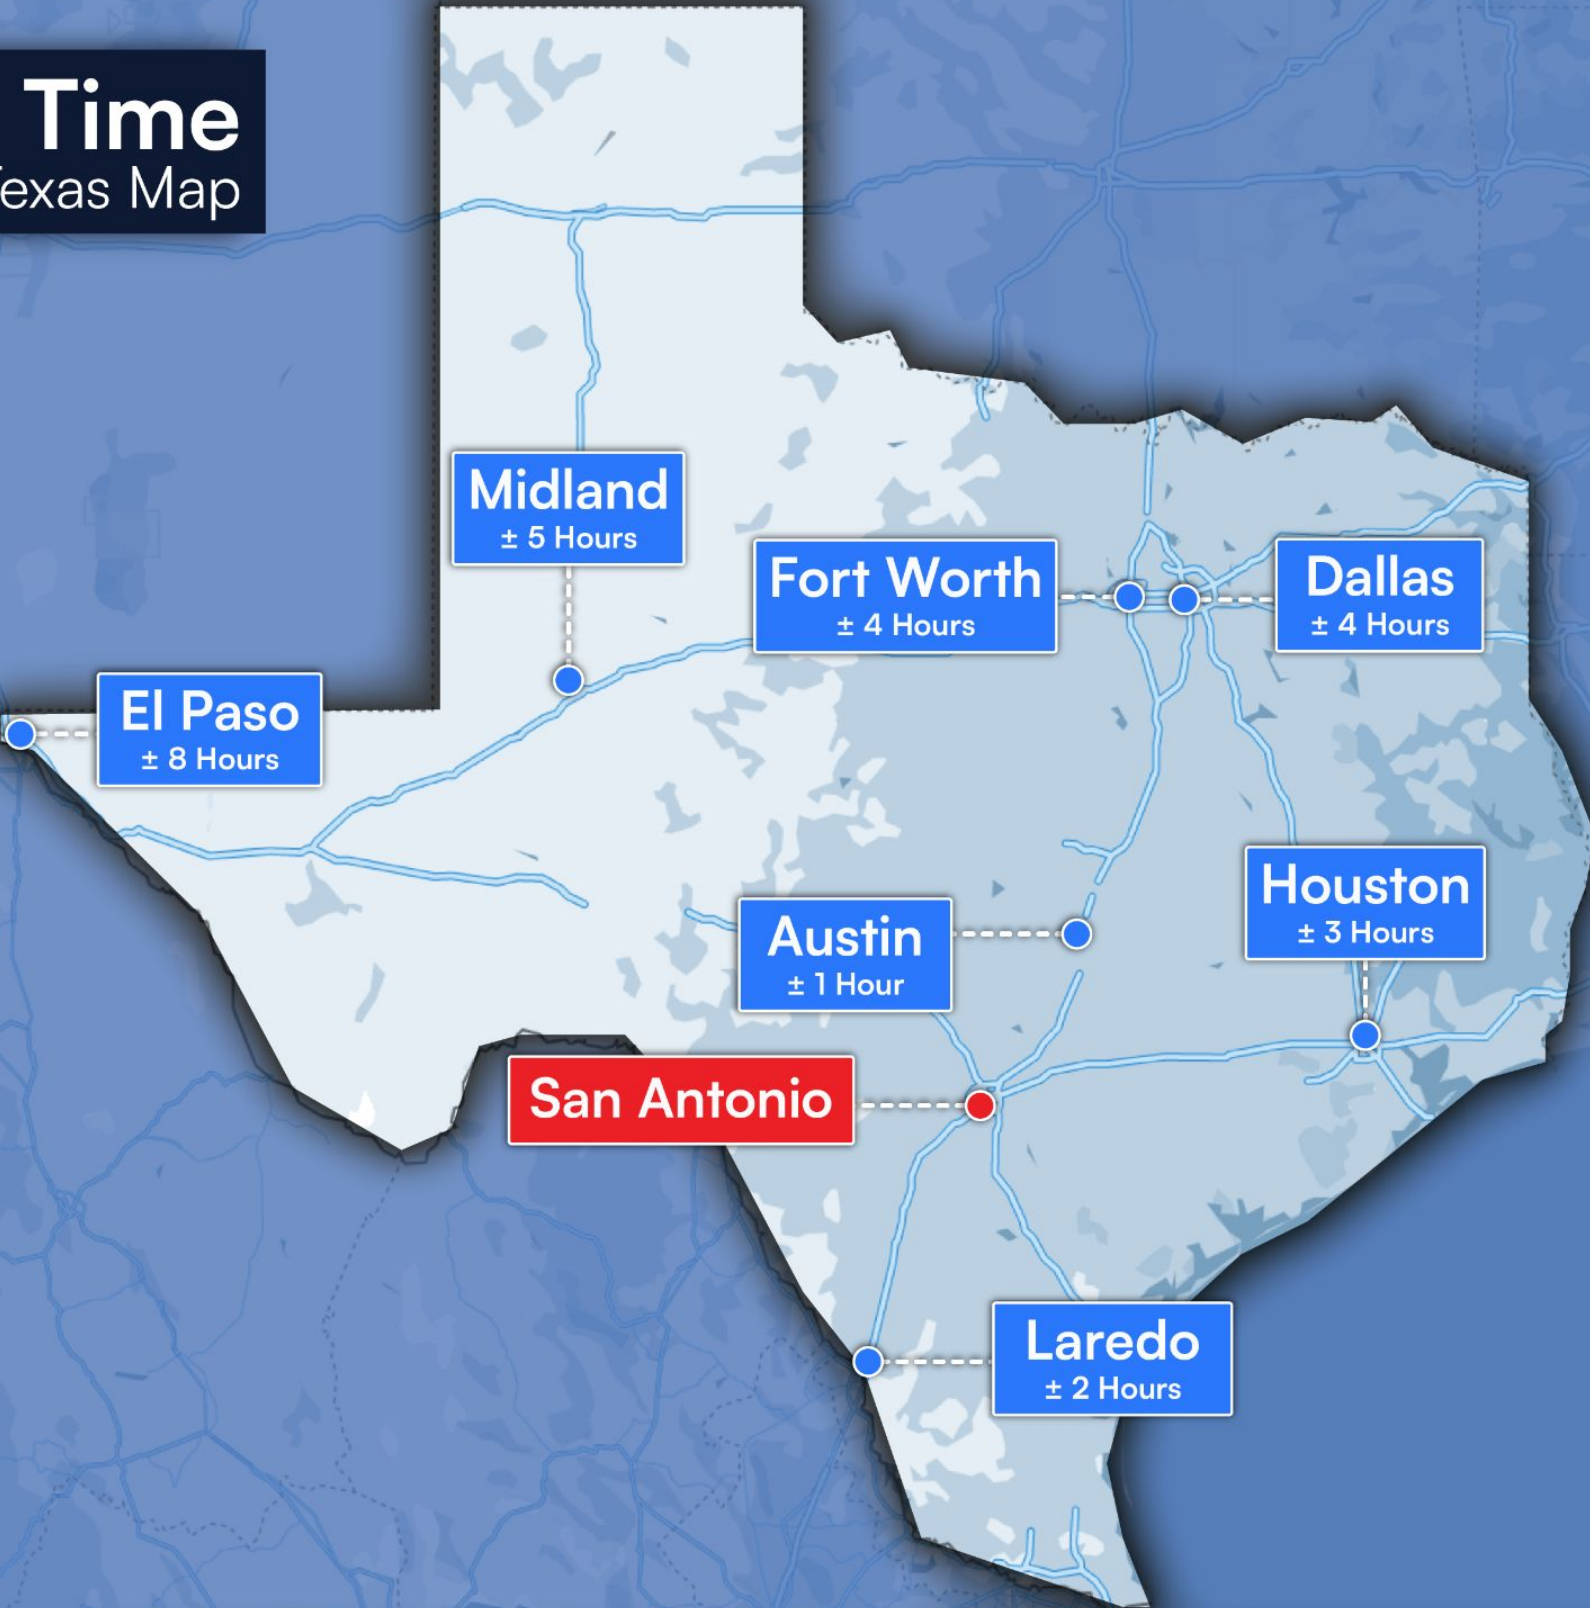 Time
Texas Map
Midland
± 5 Hours
Fort Worth
± 4 Hours
Dallas
± 4 Hours
El Paso
± 8 Hours
Houston
± 3 Hours
Austin
± 1 Hour
San Antonio
Laredo
± 2 Hours